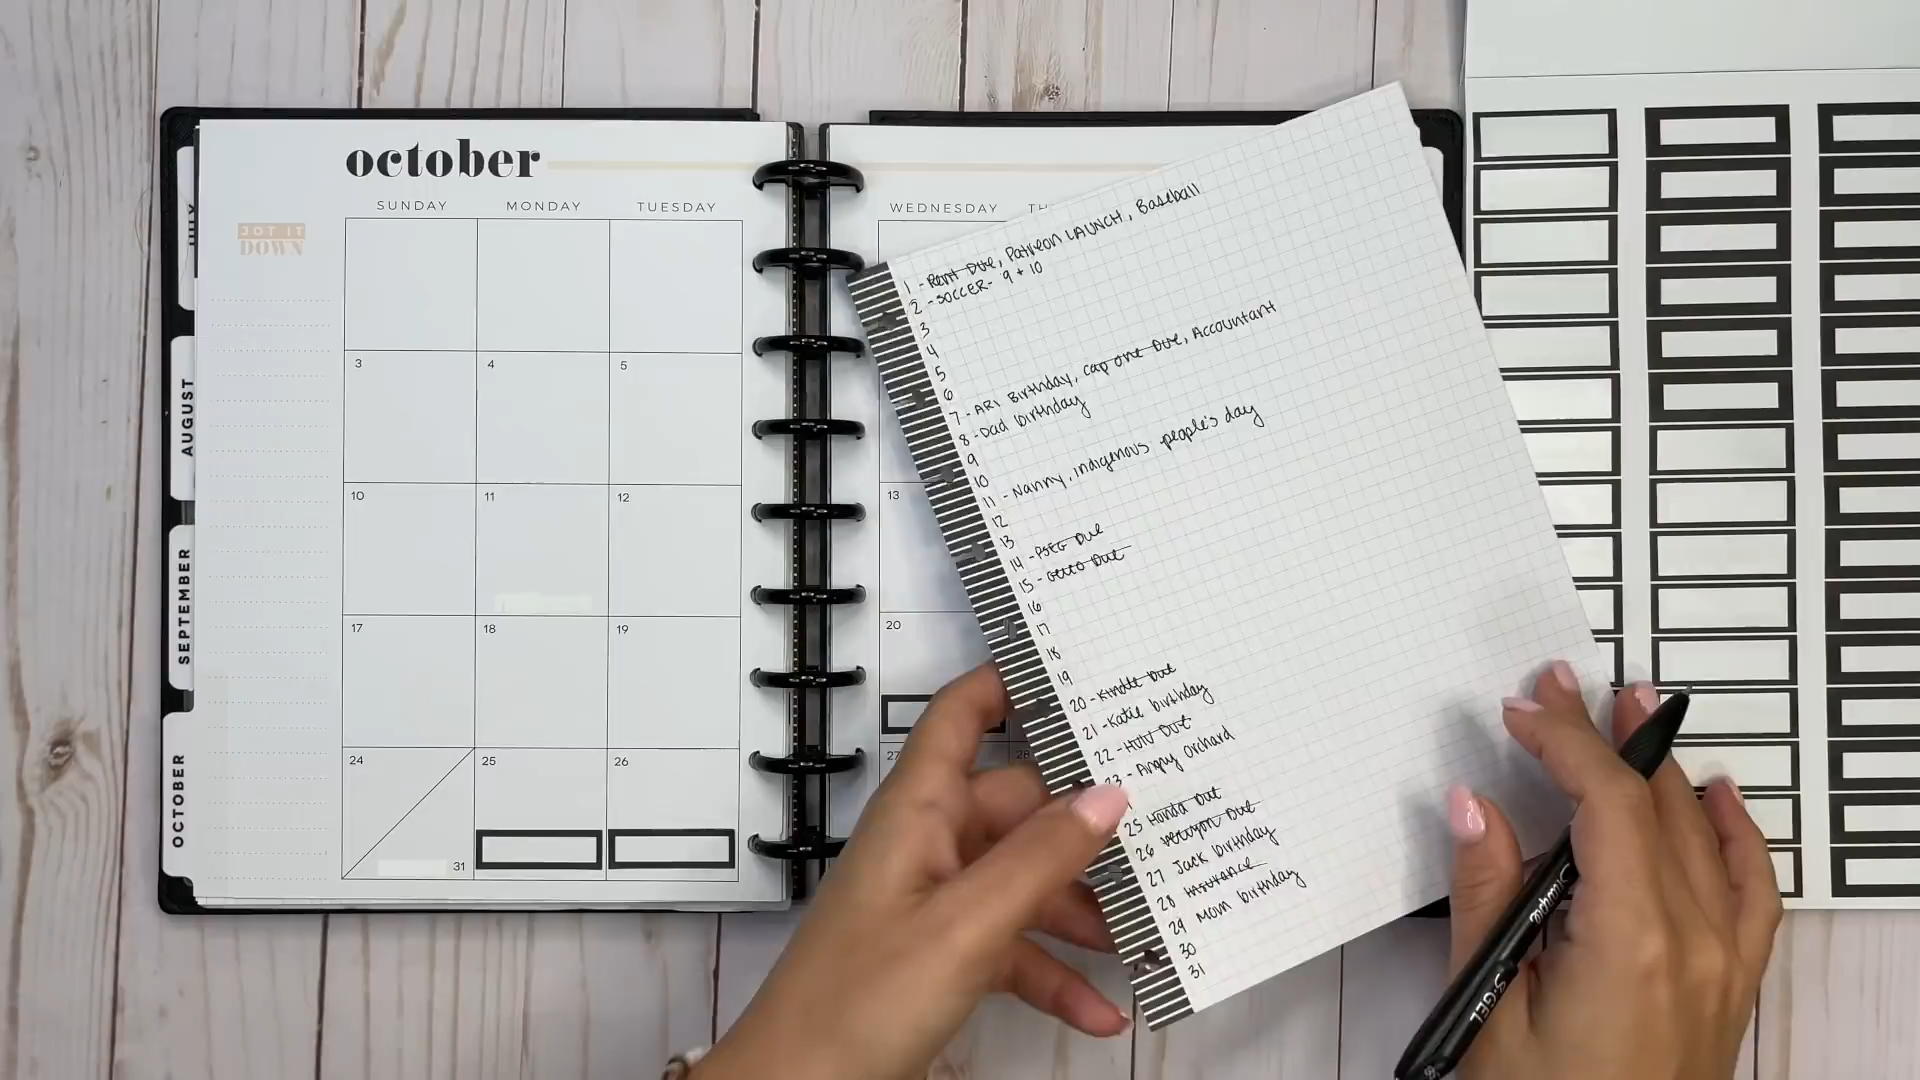 october
SUNDAY MONDAY TUESDAY
WEDNESDAY TH
JOT IT
DOWN
JULY
AUGUST
SEPTEMBER
OCTOBER
3 4 5
10 11 12
13
17 18 19
20
24 25 26
27 28
31
1 - Rent Due, Patreon LAUNCH, Baseball
2 - SOCCER - 9 + 10
3
4
5
6
7 - ARI Birthday, cap one Due, Accountant
8 - Dad birthday
9
10
11 - Nanny, indigenous people's day
12
13
14 - PSEG Due
15 - Due
16
17
18
19
20 - Kindle Due
21 - Katie birthday
22 - Hulu Due
23 - Angry orchard
25 Honda Due
26 verizon Due
27 Jack birthday
28 Insurance
29 Mom birthday
30
31
Sharpie
S·GEL